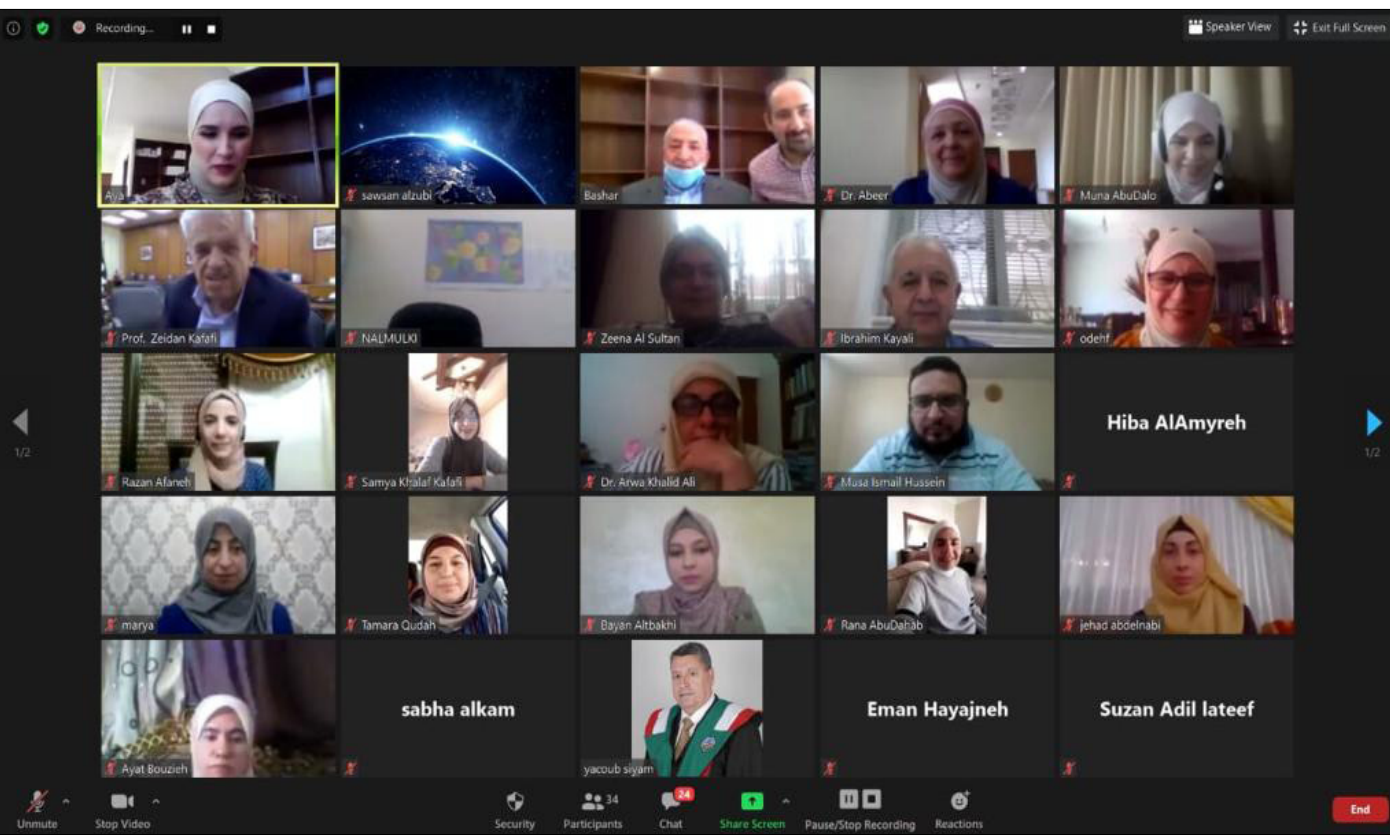 Recording...
Speaker View
Exit Full Screen
Aya
sawsan alzubi
Bashar
Dr. Abeer
Muna AbuDalo
Prof. Zeidan Kafafi
NALMULKI
Zeena Al Sultan
Ibrahim Kayali
odehf
1/2
1/2
Razan Afaneh
Samya Khalaf Kafafi
Dr. Arwa Khalid Ali
Musa Ismail Hussein
Hiba AlAmyreh
marya
Tamara Qudah
Bayan Altbakhi
Rana AbuDahab
jehad abdelnabi
Ayat Bouzieh
sabha alkam
yacoub siyam
Eman Hayajneh
Suzan Adil lateef
Unmute
Stop Video
Security
34
Participants
24
Chat
Share Screen
Pause/Stop Recording
Reactions
End